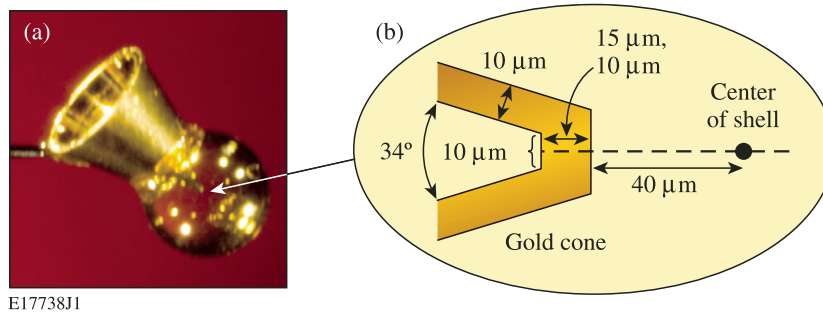 (a)
(b)
15 μm,
10 μm
10 μm
Center
of shell
34º
10 μm
40 μm
Gold cone
E17738J1